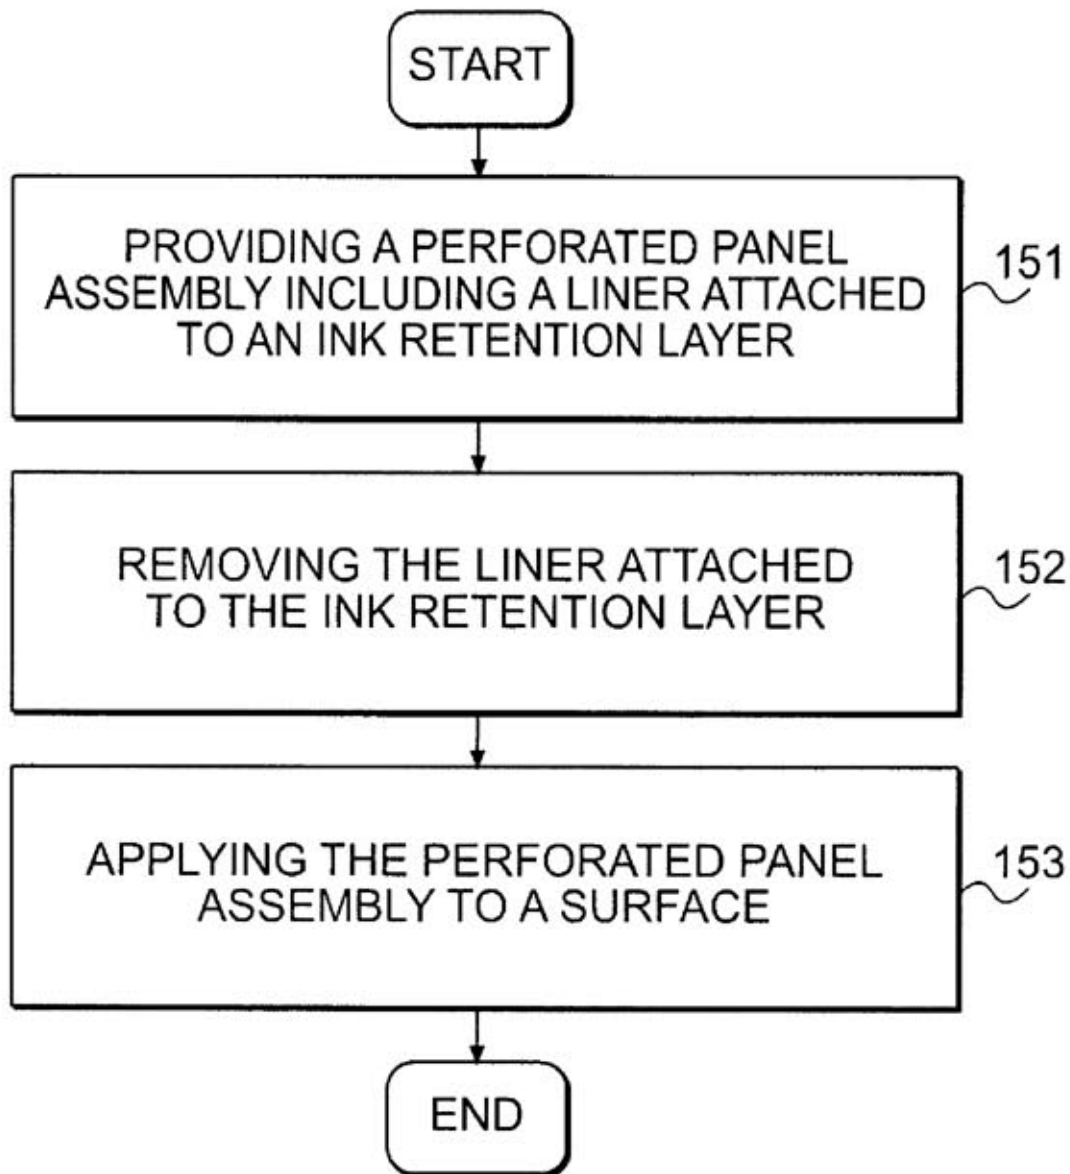 START
PROVIDING A PERFORATED PANEL
ASSEMBLY INCLUDING A LINER ATTACHED
TO AN INK RETENTION LAYER
151
REMOVING THE LINER ATTACHED
TO THE INK RETENTION LAYER
152
APPLYING THE PERFORATED PANEL
ASSEMBLY TO A SURFACE
153
END